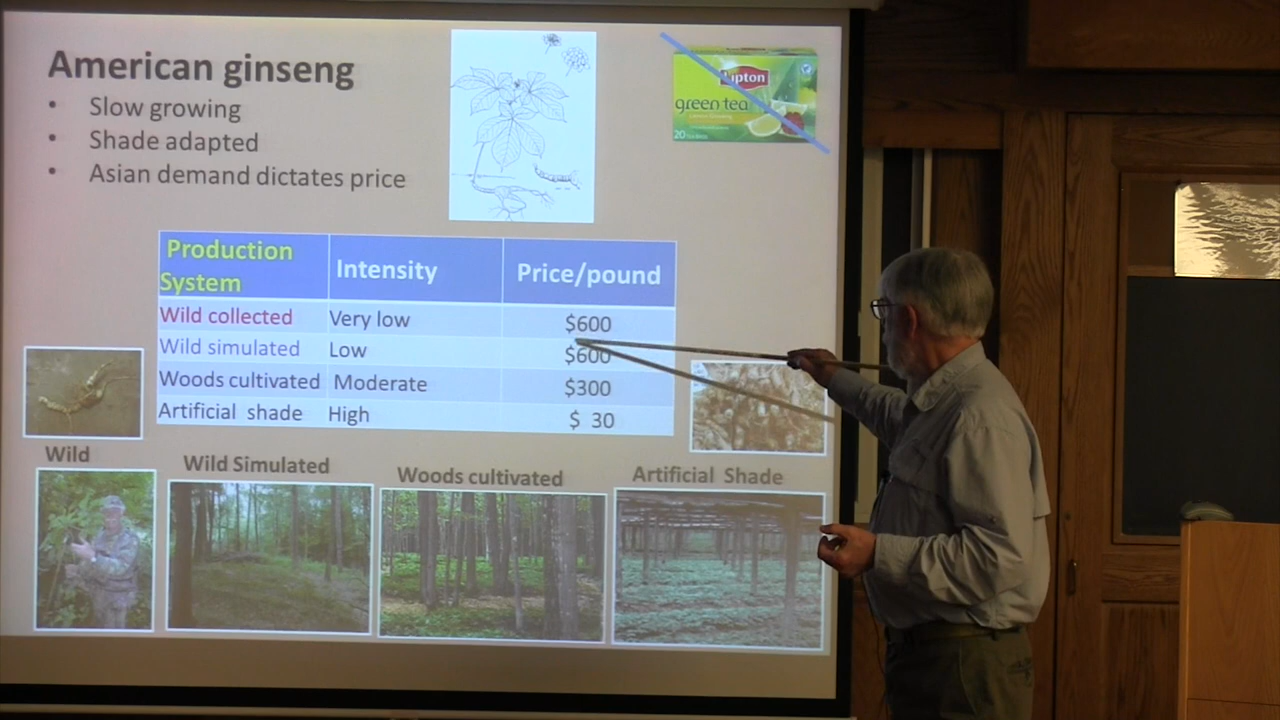 American ginseng
• Slow growing
• Shade adapted
• Asian demand dictates price
Lipton
green tea
20
Production System Intensity Price/pound
Wild collected Very low $600
Wild simulated Low $600
Woods cultivated Moderate $300
Artificial shade High $ 30
Wild
Wild Simulated
Woods cultivated
Artificial Shade